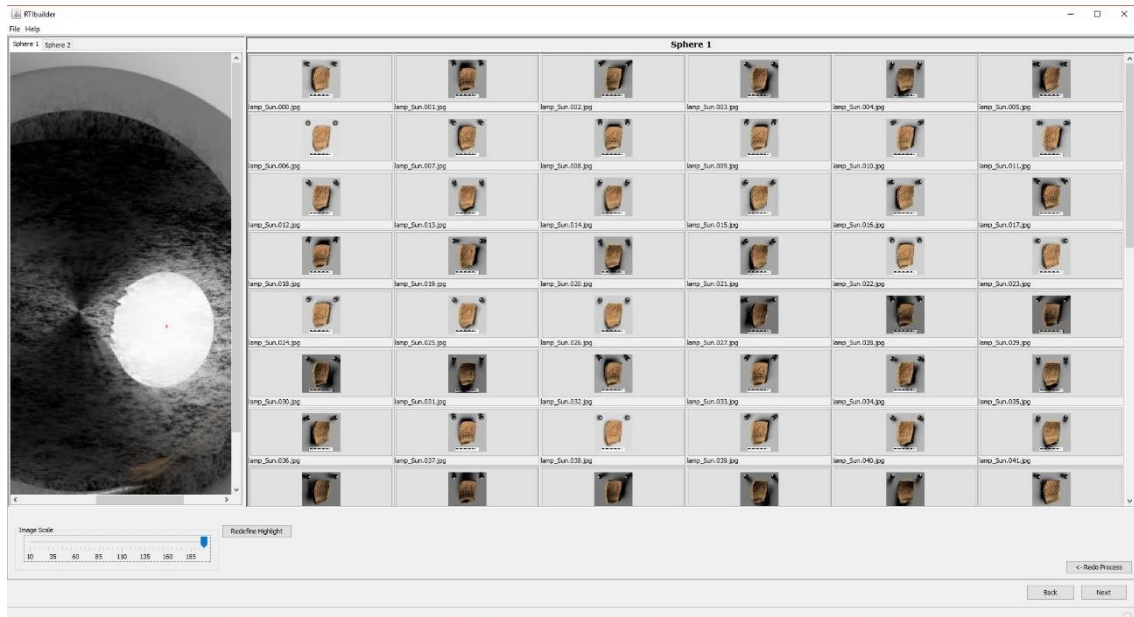 RTIbuilder
File Help
Sphere 1 Sphere 2
Sphere 1
lamp_Sun.000.jpg lamp_Sun.001.jpg lamp_Sun.002.jpg lamp_Sun.003.jpg lamp_Sun.004.jpg lamp_Sun.005.jpg
lamp_Sun.006.jpg lamp_Sun.007.jpg lamp_Sun.008.jpg lamp_Sun.009.jpg lamp_Sun.010.jpg lamp_Sun.011.jpg
lamp_Sun.012.jpg lamp_Sun.013.jpg lamp_Sun.014.jpg lamp_Sun.015.jpg lamp_Sun.016.jpg lamp_Sun.017.jpg
lamp_Sun.018.jpg lamp_Sun.019.jpg lamp_Sun.020.jpg lamp_Sun.021.jpg lamp_Sun.022.jpg lamp_Sun.023.jpg
lamp_Sun.024.jpg lamp_Sun.025.jpg lamp_Sun.026.jpg lamp_Sun.027.jpg lamp_Sun.028.jpg lamp_Sun.029.jpg
lamp_Sun.030.jpg lamp_Sun.031.jpg lamp_Sun.032.jpg lamp_Sun.033.jpg lamp_Sun.034.jpg lamp_Sun.035.jpg
lamp_Sun.036.jpg lamp_Sun.037.jpg lamp_Sun.038.jpg lamp_Sun.039.jpg lamp_Sun.040.jpg lamp_Sun.041.jpg
Image Scale
Redefine Highlight
10 35 60 85 110 135 160 185
<- Redo Process
Back Next